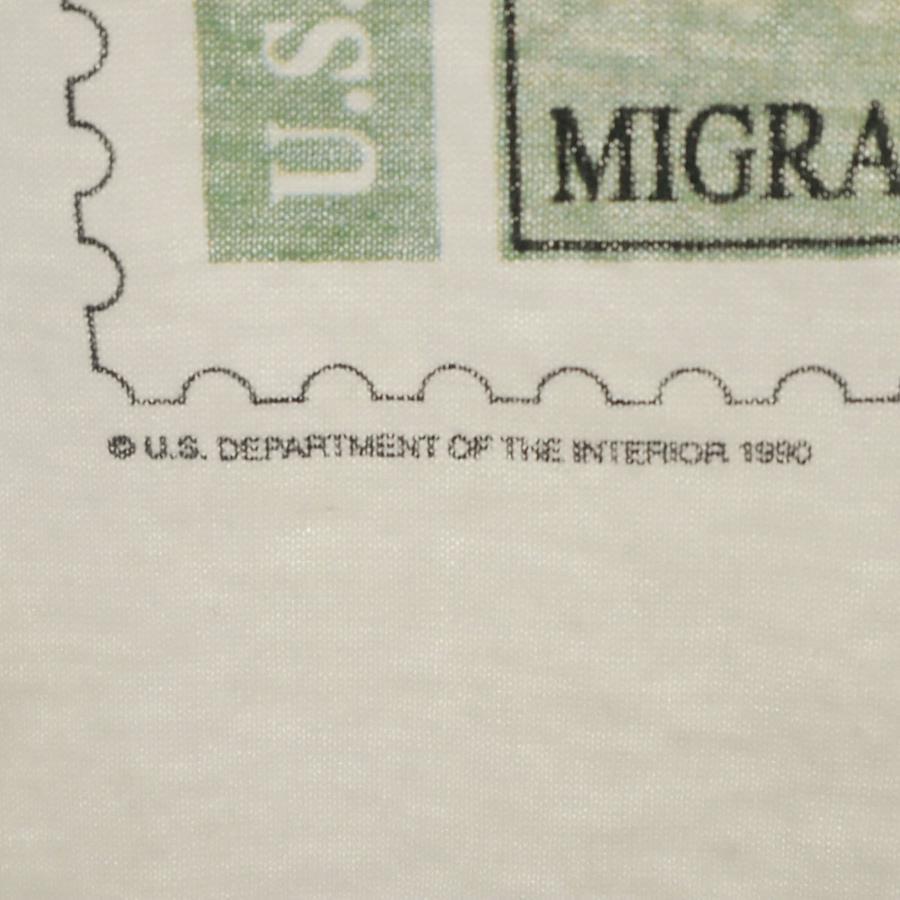 U.S.
MIGRA
© U.S. DEPARTMENT OF THE INTERIOR 1990